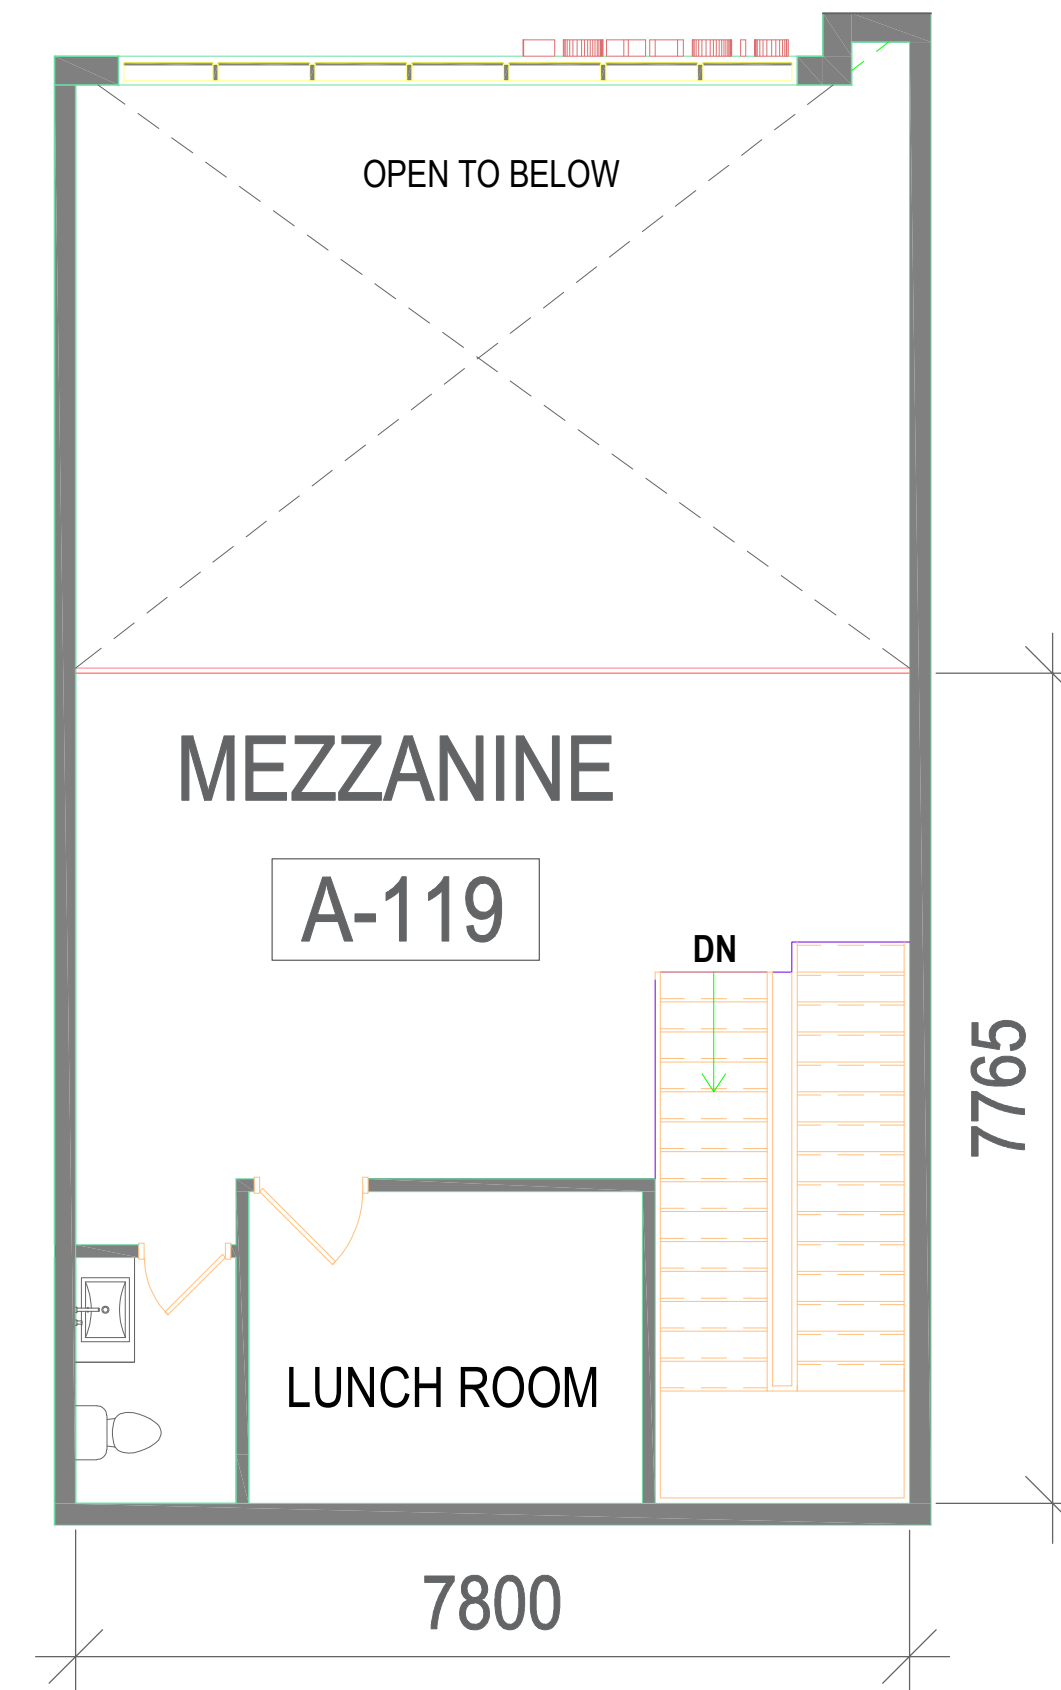 OPEN TO BELOW
MEZZANINE
A-119
DN
7765
LUNCH ROOM
7800